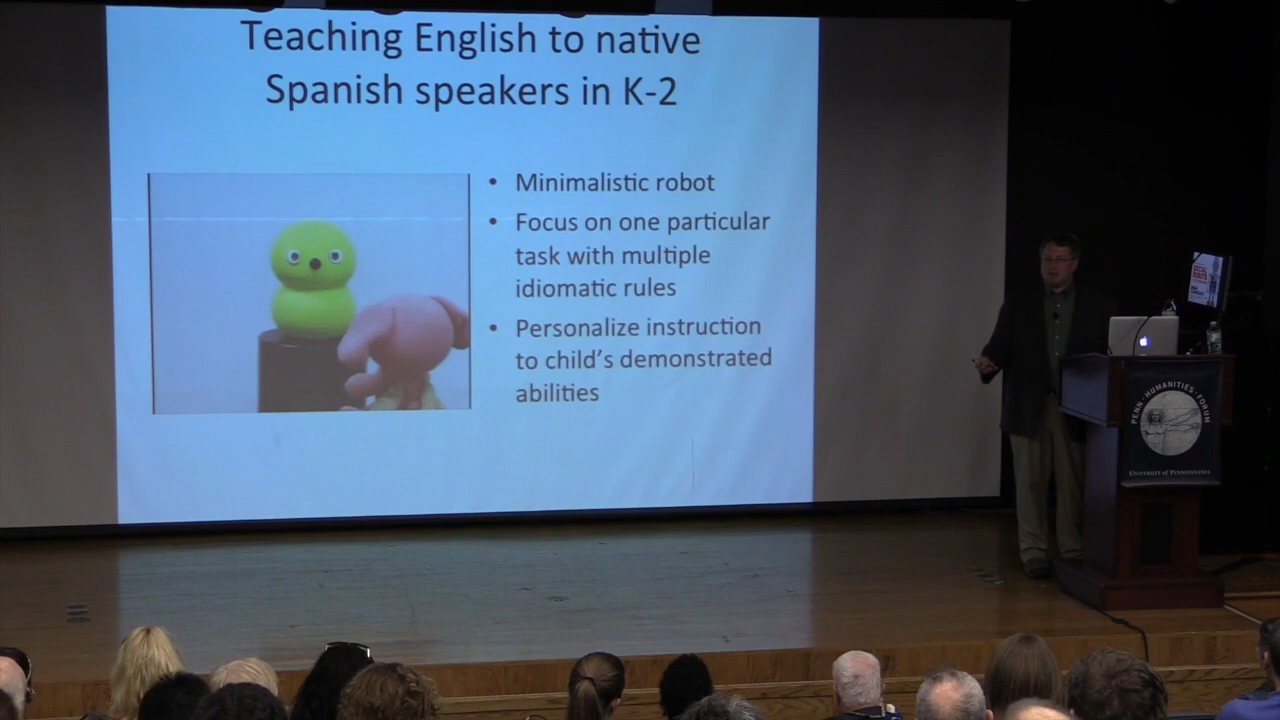 Teaching English to native
Spanish speakers in K-2
• Minimalistic robot
• Focus on one particular
task with multiple
idiomatic rules
• Personalize instruction
to child's demonstrated
abilities
PENN · HUMANITIES · FORUM
UNIVERSITY of PENNSYLVANIA